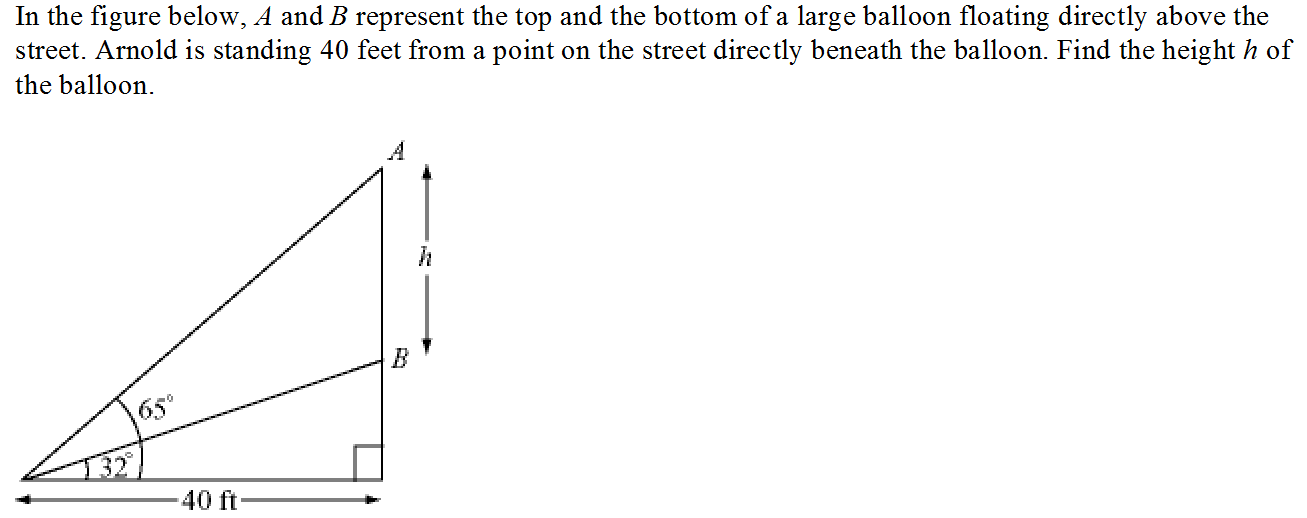 In the figure below, A and B represent the top and the bottom of a large balloon floating directly above the
street. Arnold is standing 40 feet from a point on the street directly beneath the balloon. Find the height h of
the balloon.
A
h
B
65°
32°
40 ft